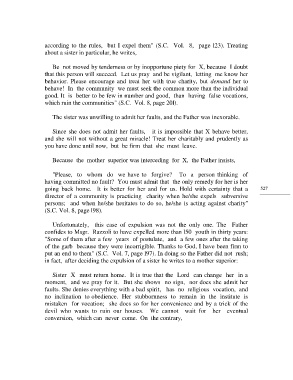 according to the rules, but I expel them" (S.C. Vol. 8, page 123). Treating
about a sister in particular, he writes,
Be not moved by tenderness or by inopportune piety for X, because I doubt
that this person will succeed. Let us pray and be vigilant, letting me know her
behavior. Please encourage and treat her with true charity, but demand her to
behave! In the community we must seek the common more than the individual
good. It is better to be few in number and good, than having false vocations,
which ruin the communities" (S.C. Vol. 8, page 208).
The sister was unwilling to admit her faults, and the Father was inexorable.
Since she does not admit her faults, it is impossible that X behave better,
and she will not without a great miracle! Treat her charitably and prudently as
you have done until now, but be firm that she must leave.
Because the mother superior was interceding for X, the Father insists,
"Please, to whom do we have to forgive? To a person thinking of
having committed no fault? You must admit that the only remedy for her is her
going back home. It is better for her and for us. Hold with certainty that a
director of a community is practicing charity when he/she expels subversive
persons; and when he/she hesitates to do so, he/she is acting against charity"
(S.C. Vol. 8, page 198).
527
Unfortunately, this case of expulsion was not the only one. The Father
confides to Msgr. Razzoli to have expelled more than 150 youth in thirty years:
"Some of them after a few years of postulate, and a few ones after the taking
of the garb because they were incorrigible. Thanks to God, I have been firm to
put an end to them" (S.C. Vol. 7, page 197). In doing so the Father did not rush;
in fact, after deciding the expulsion of a sister he writes to a mother superior:
Sister X must return home. It is true that the Lord can change her in a
moment, and we pray for it. But she shows no sign, nor does she admit her
faults. She denies everything with a bad spirit, has no religious vocation, and
no inclination to obedience. Her stubbornness to remain in the institute is
mistaken for vocation; she does so for her convenience and by a trick of the
devil who wants to ruin our houses. We cannot wait for her eventual
conversion, which can never come. On the contrary,